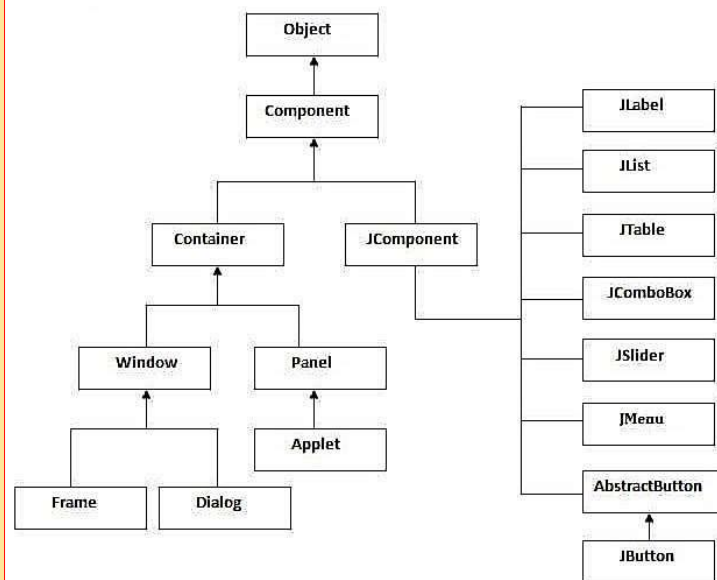 Object
Component
Container
JComponent
Window
Panel
Applet
Frame
Dialog
JLabel
JList
JTable
JComboBox
JSlider
JMenu
AbstractButton
JButton